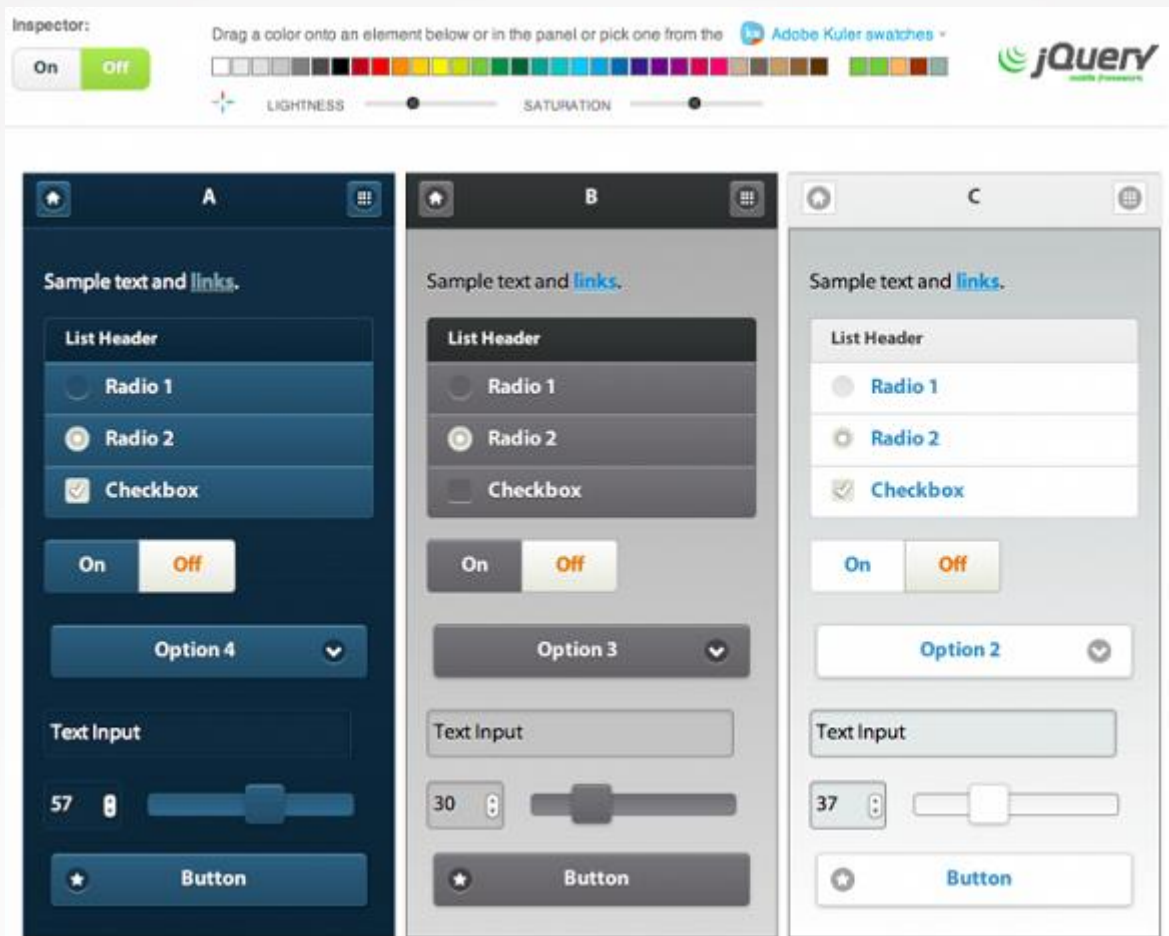 Inspector:
On Off
Drag a color onto an element below or in the panel or pick one from the Adobe Kuler swatches
LIGHTNESS SATURATION
jQuery
mobile framework
A
Sample text and links.
List Header
Radio 1
Radio 2
Checkbox
On Off
Option 4
Text Input
57
Button
B
Sample text and links.
List Header
Radio 1
Radio 2
Checkbox
On Off
Option 3
Text Input
30
Button
C
Sample text and links.
List Header
Radio 1
Radio 2
Checkbox
On Off
Option 2
Text Input
37
Button